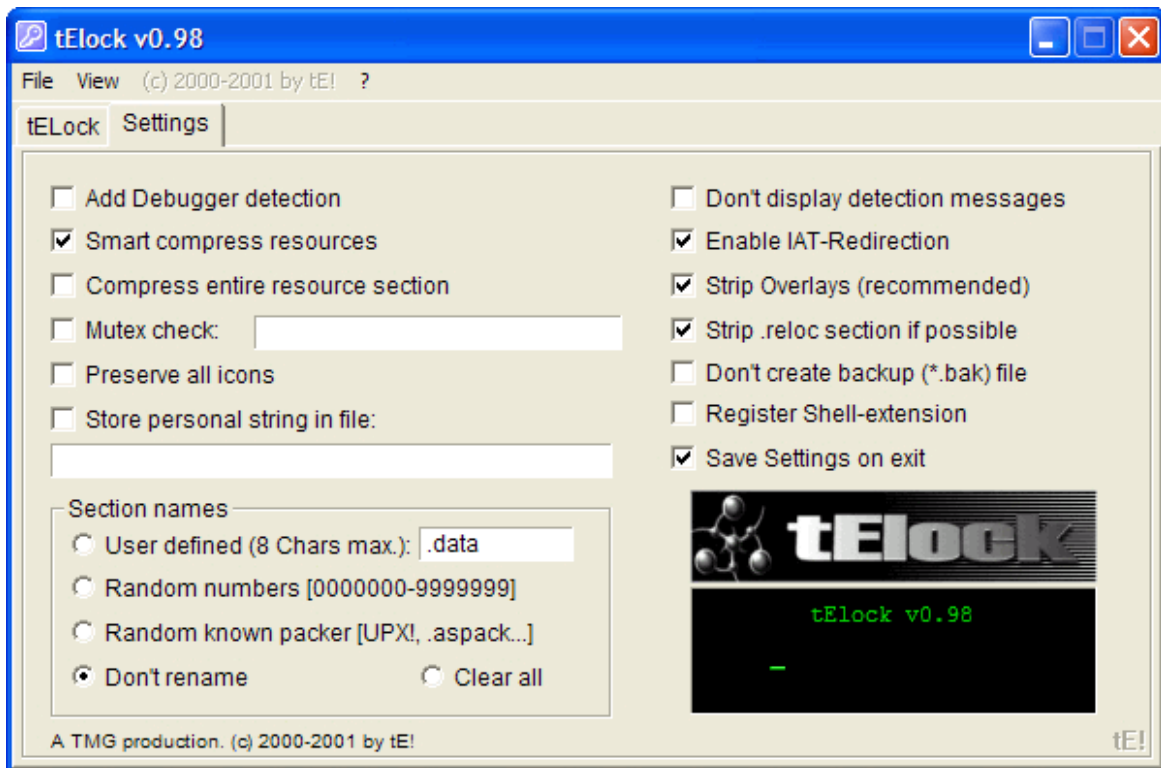 tElock v0.98
File View (c) 2000-2001 by tE! ?
tELock Settings
Add Debugger detection
Smart compress resources
Compress entire resource section
Mutex check:
Preserve all icons
Store personal string in file:
Section names
User defined (8 Chars max.): .data
Random numbers [0000000-9999999]
Random known packer [UPX!, .aspack...]
Don't rename Clear all
A TMG production. (c) 2000-2001 by tE!
Don't display detection messages
Enable IAT-Redirection
Strip Overlays (recommended)
Strip .reloc section if possible
Don't create backup (*.bak) file
Register Shell-extension
Save Settings on exit
tElock
tElock v0.98
tE!